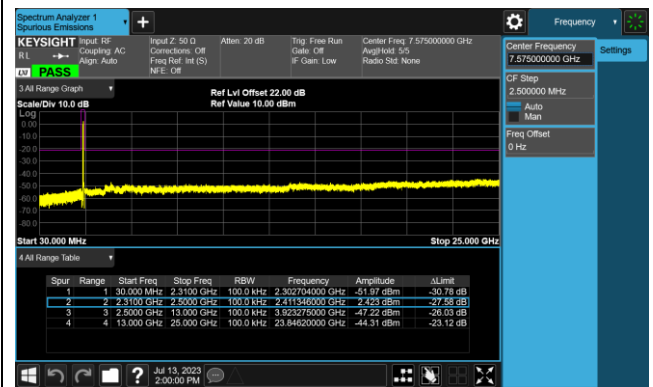 Spectrum Analyzer 1
Spurious Emissions
Frequency
KEYSIGHT
Input: RF
Coupling: AC
Align: Auto
RL
Input Z: 50 Ω
Corrections: Off
Freq Ref: Int (S)
NFE: Off
Atten: 20 dB
Trig: Free Run
Gate: Off
IF Gain: Low
Center Freq: 7.575000000 GHz
Avg|Hold: 5/5
Radio Std: None
LXI PASS
Center Frequency
7.575000000 GHz
Settings
CF Step
2.500000 MHz
Auto
Man
Freq Offset
0 Hz
3 All Range Graph
Scale/Div 10.0 dB
Ref Lvl Offset 22.00 dB
Ref Value 10.00 dBm
Log
0.00
-10.0
-20.0
-30.0
-40.0
-50.0
-60.0
-70.0
-80.0
Start 30.000 MHz
Stop 25.000 GHz
4 All Range Table
Spur Range Start Freq Stop Freq RBW Frequency Amplitude ΔLimit
1 1 30.000 MHz 2.3100 GHz 100.0 kHz 2.302704000 GHz -51.97 dBm -30.78 dB
2 2 2.3100 GHz 2.5000 GHz 100.0 kHz 2.411346000 GHz 2.423 dBm -27.58 dB
3 3 2.5000 GHz 13.000 GHz 100.0 kHz 3.923275000 GHz -47.22 dBm -26.03 dB
4 4 13.000 GHz 25.000 GHz 100.0 kHz 23.84620000 GHz -44.31 dBm -23.12 dB
?
Jul 13, 2023
2:00:00 PM